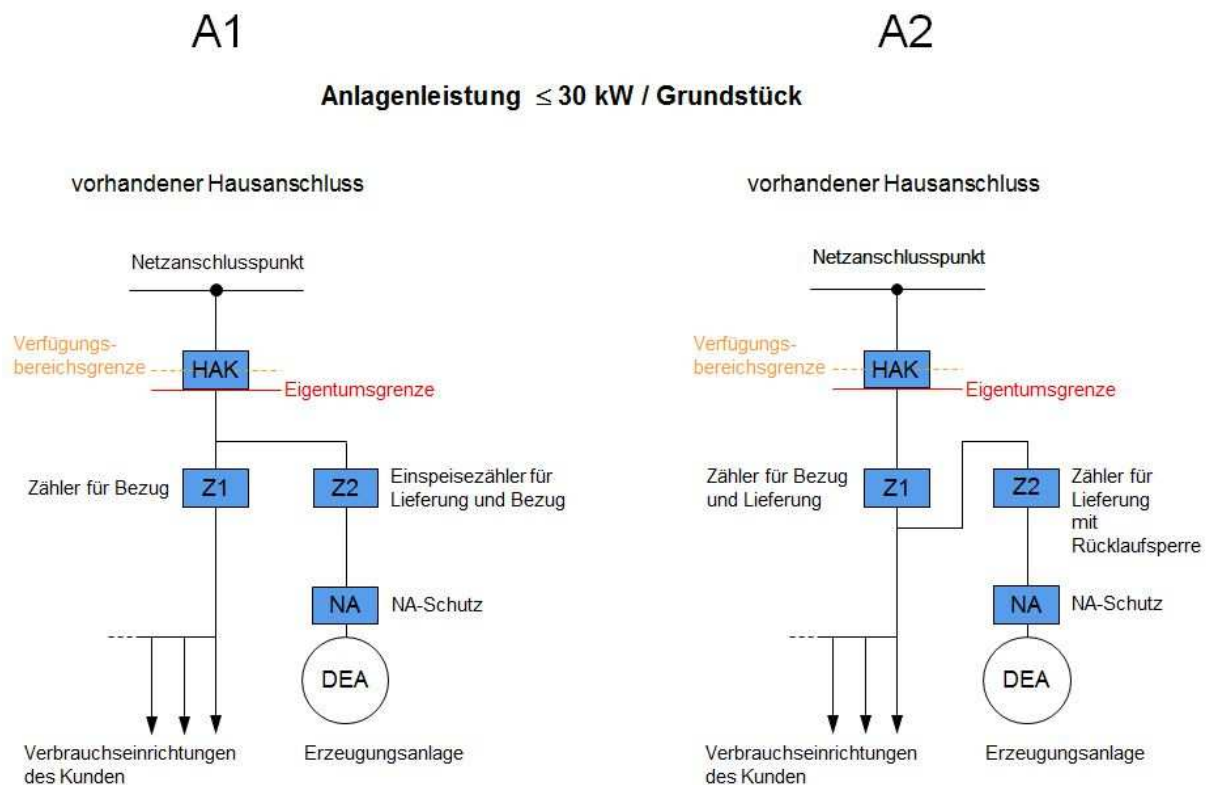 A1
A2
Anlagenleistung ≤ 30 kW / Grundstück
vorhandener Hausanschluss
Netzanschlusspunkt
Verfügungs-
bereichsgrenze
HAK
Eigentumsgrenze
Zähler für Bezug
Z1
Z2
Einspeisezähler für
Lieferung und Bezug
NA
NA-Schutz
DEA
Verbrauchseinrichtungen
des Kunden
Erzeugungsanlage
vorhandener Hausanschluss
Netzanschlusspunkt
Verfügungs-
bereichsgrenze
HAK
Eigentumsgrenze
Zähler für Bezug
und Lieferung
Z1
Z2
Zähler für
Lieferung
mit
Rücklaufsperre
NA
NA-Schutz
DEA
Verbrauchseinrichtungen
des Kunden
Erzeugungsanlage